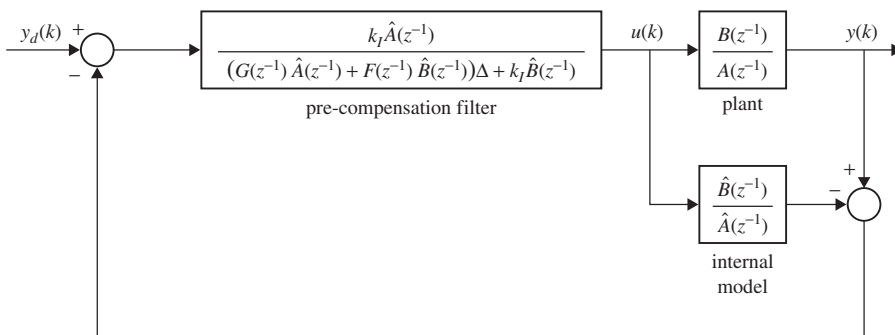 y_d(k) +
−
k_I Â(z⁻¹)
(G(z⁻¹) Â(z⁻¹) + F(z⁻¹) B̂(z⁻¹))Δ + k_I B̂(z⁻¹)
pre-compensation filter
u(k)
B(z⁻¹)
A(z⁻¹)
plant
y(k)
+
−
B̂(z⁻¹)
Â(z⁻¹)
internal
model